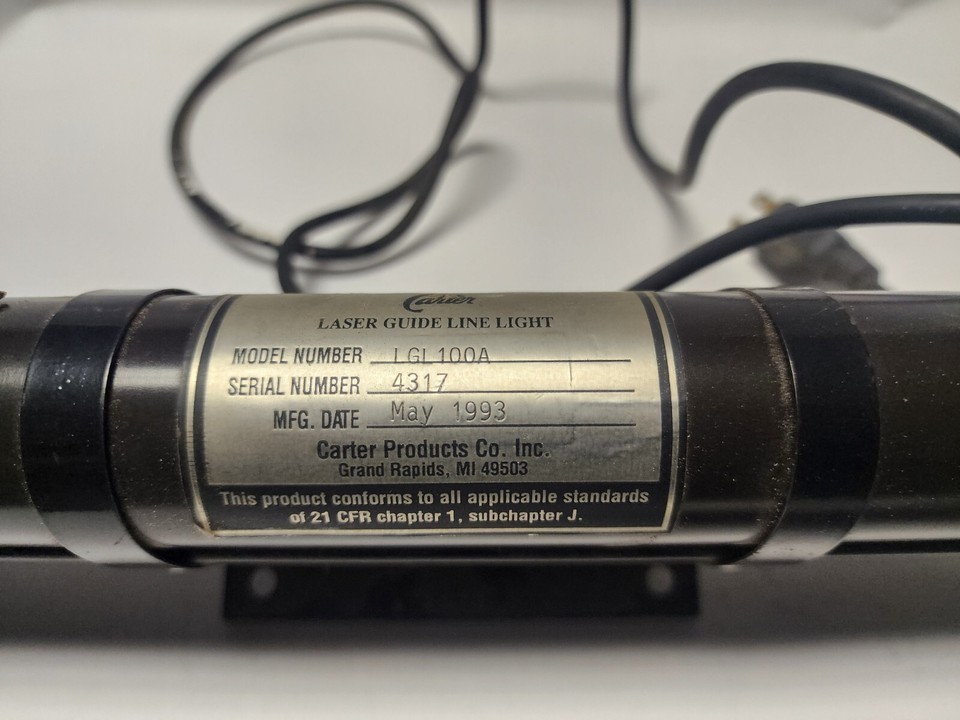 Carter
LASER GUIDE LINE LIGHT
MODEL NUMBER LGL100A
SERIAL NUMBER 4317
MFG. DATE May 1993
Carter Products Co. Inc.
Grand Rapids, MI 49503
This product conforms to all applicable standards
of 21 CFR chapter 1, subchapter J.